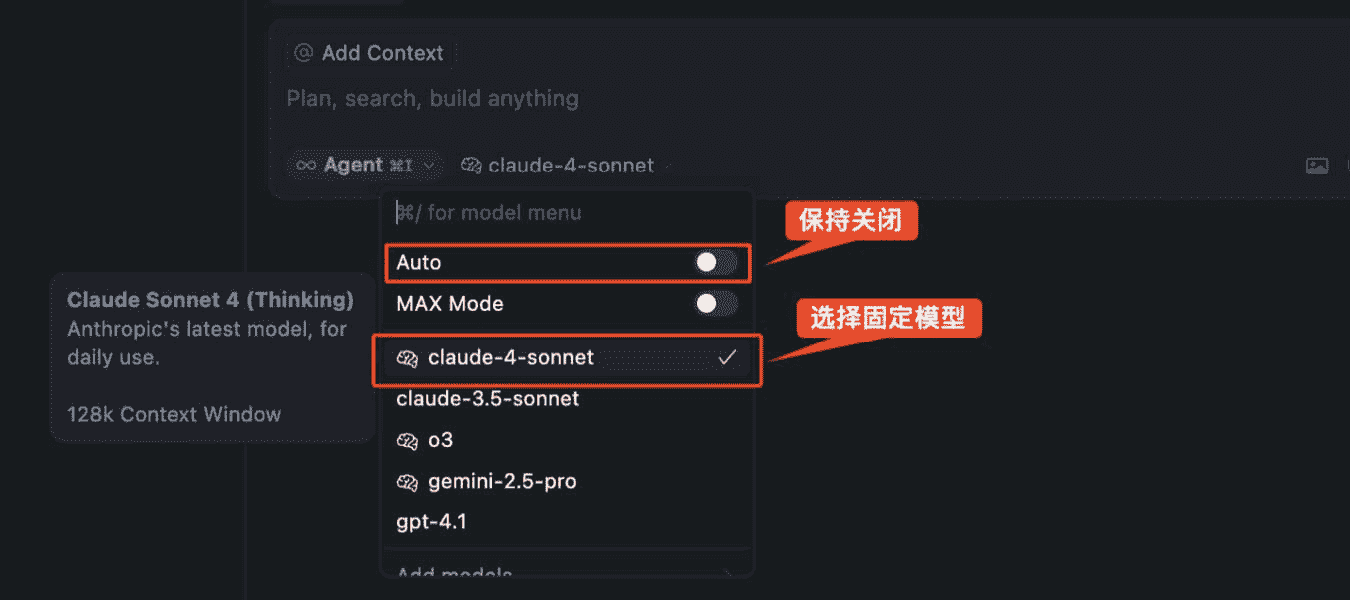 @ Add Context
Plan, search, build anything
∞ Agent ⌘I claude-4-sonnet
⌘/ for model menu
保持关闭
Auto
MAX Mode
选择固定模型
claude-4-sonnet
claude-3.5-sonnet
o3
gemini-2.5-pro
gpt-4.1
Add models
Claude Sonnet 4 (Thinking)
Anthropic's latest model, for
daily use.
128k Context Window